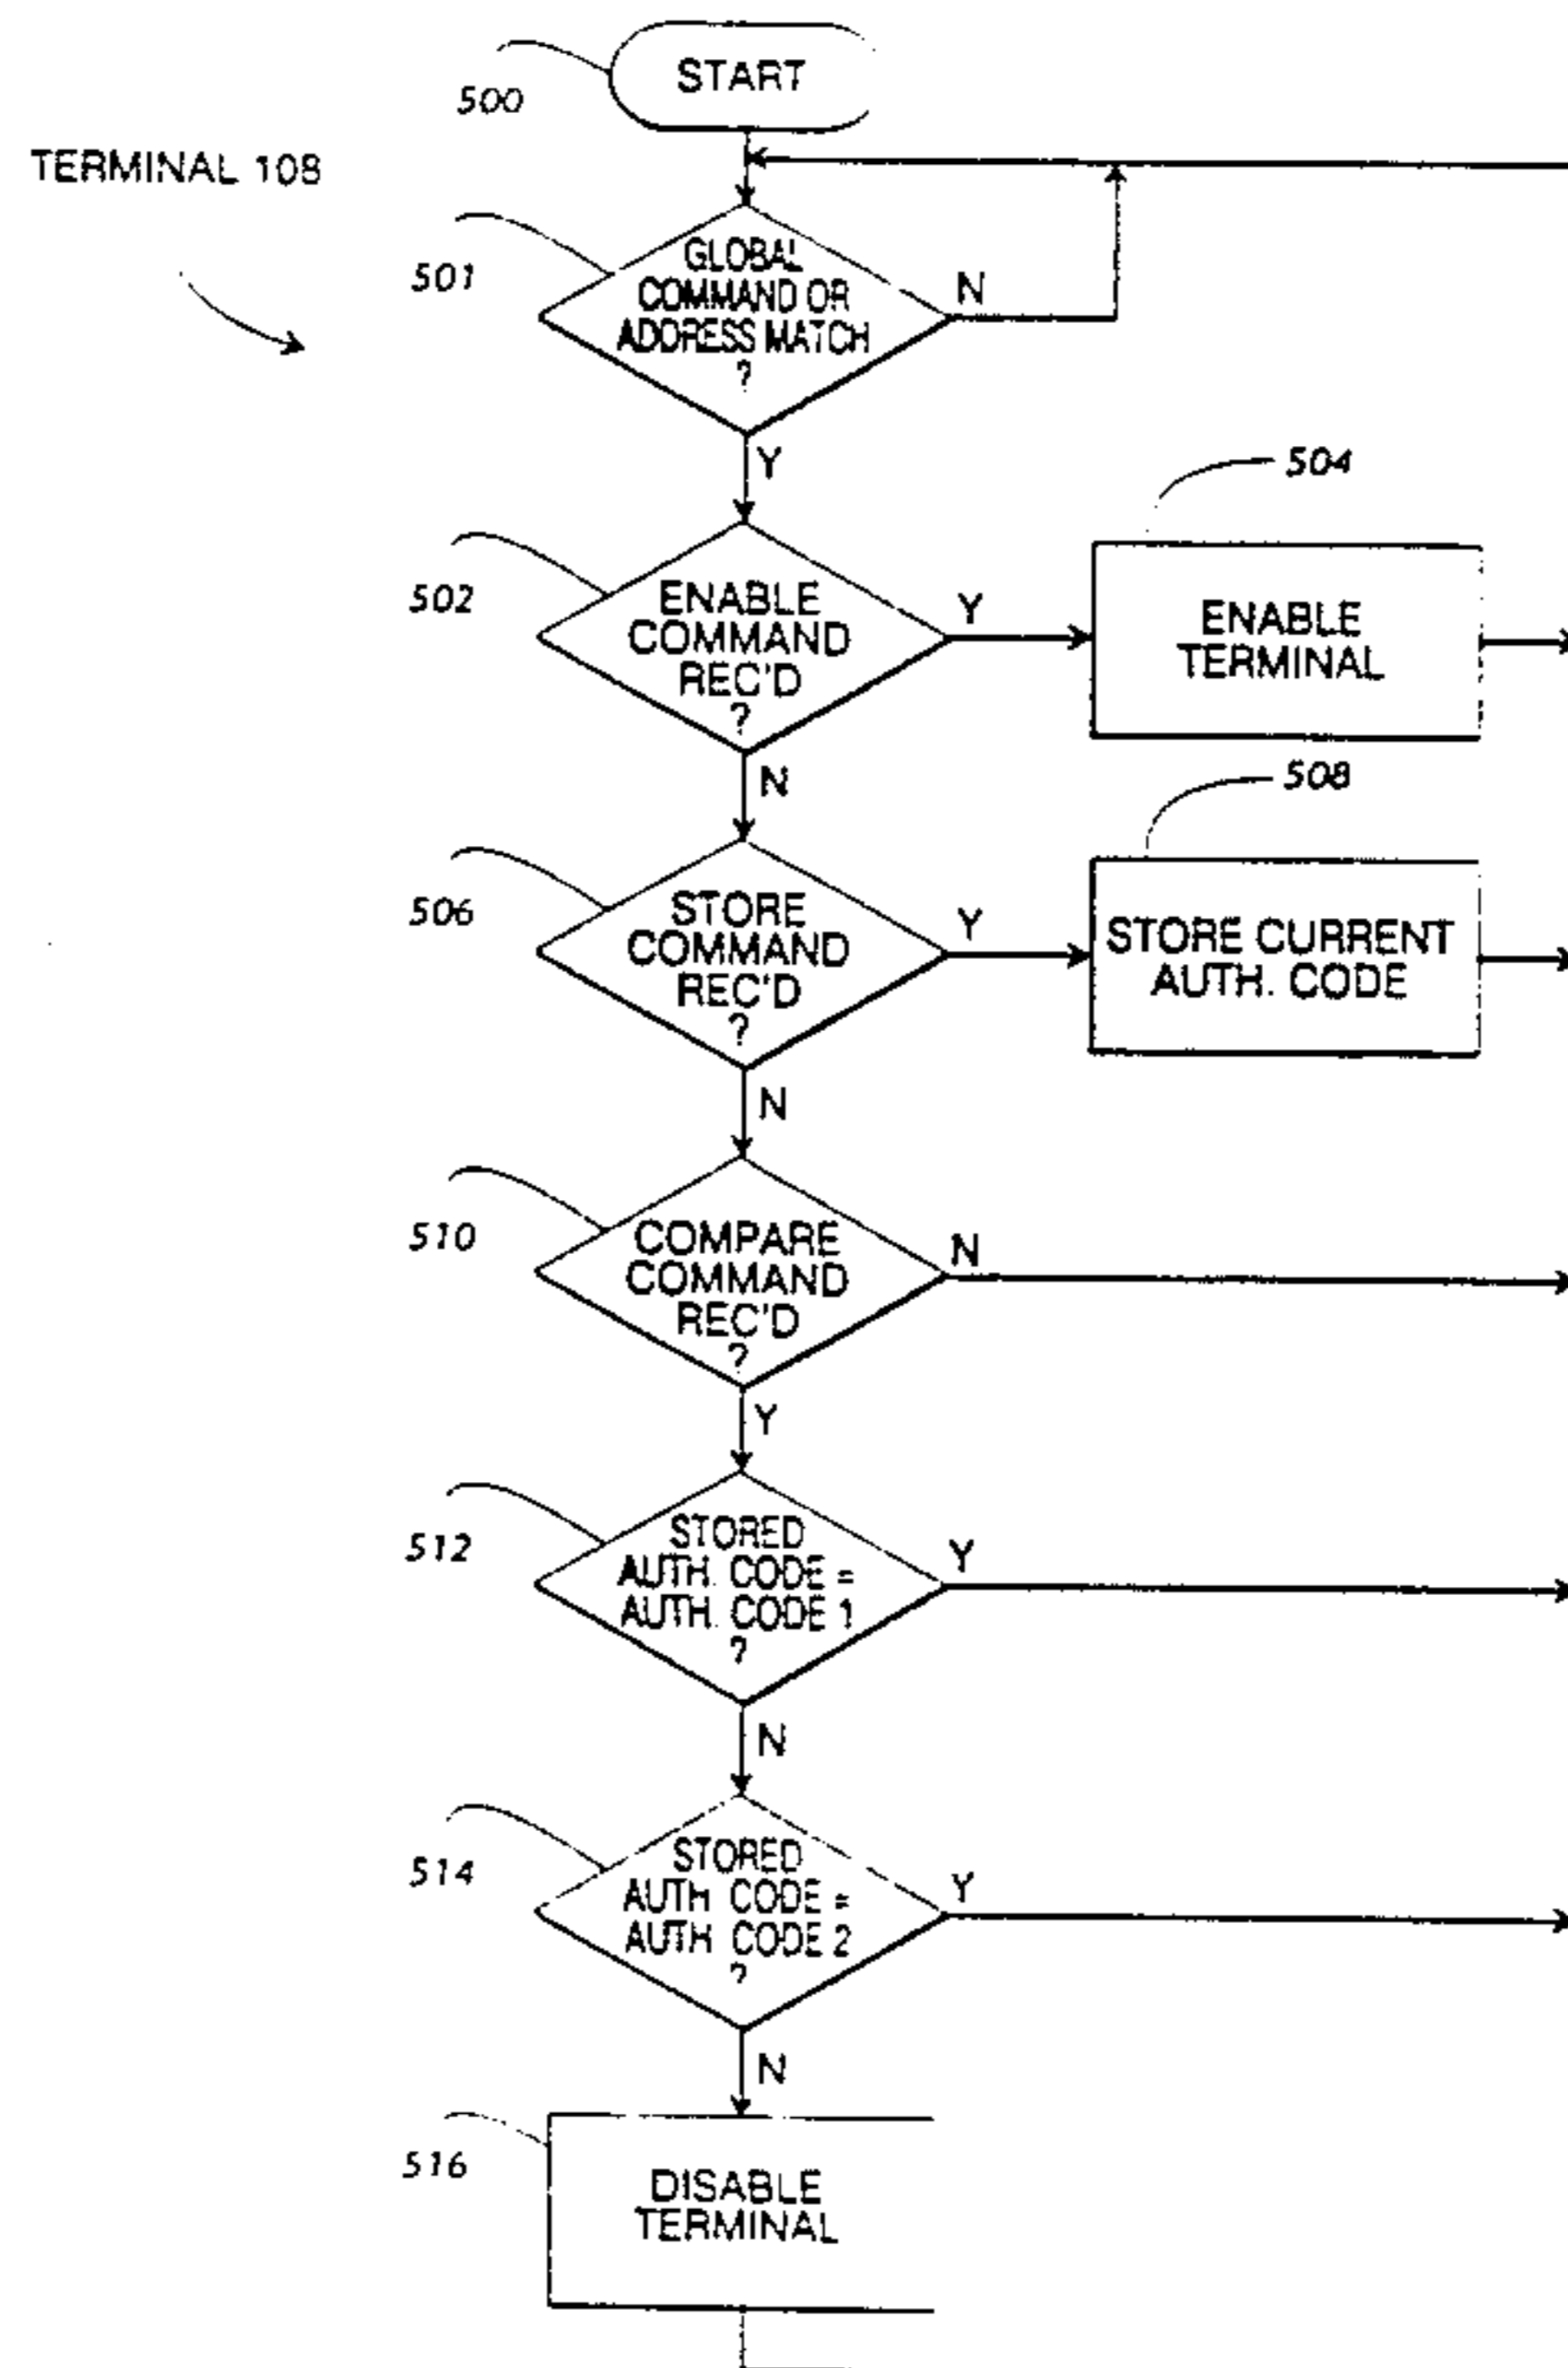 START
500
TERMINAL 108
501
GLOBAL
COMMAND OR
ADDRESS MATCH
?
N
Y
504
502
ENABLE
COMMAND
REC'D
?
Y
ENABLE
TERMINAL
N
508
506
STORE
COMMAND
REC'D
?
Y
STORE CURRENT
AUTH. CODE
N
510
COMPARE
COMMAND
REC'D
?
N
Y
512
STORED
AUTH. CODE =
AUTH. CODE 1
?
Y
N
514
STORED
AUTH CODE =
AUTH CODE 2
?
Y
N
516
DISABLE
TERMINAL